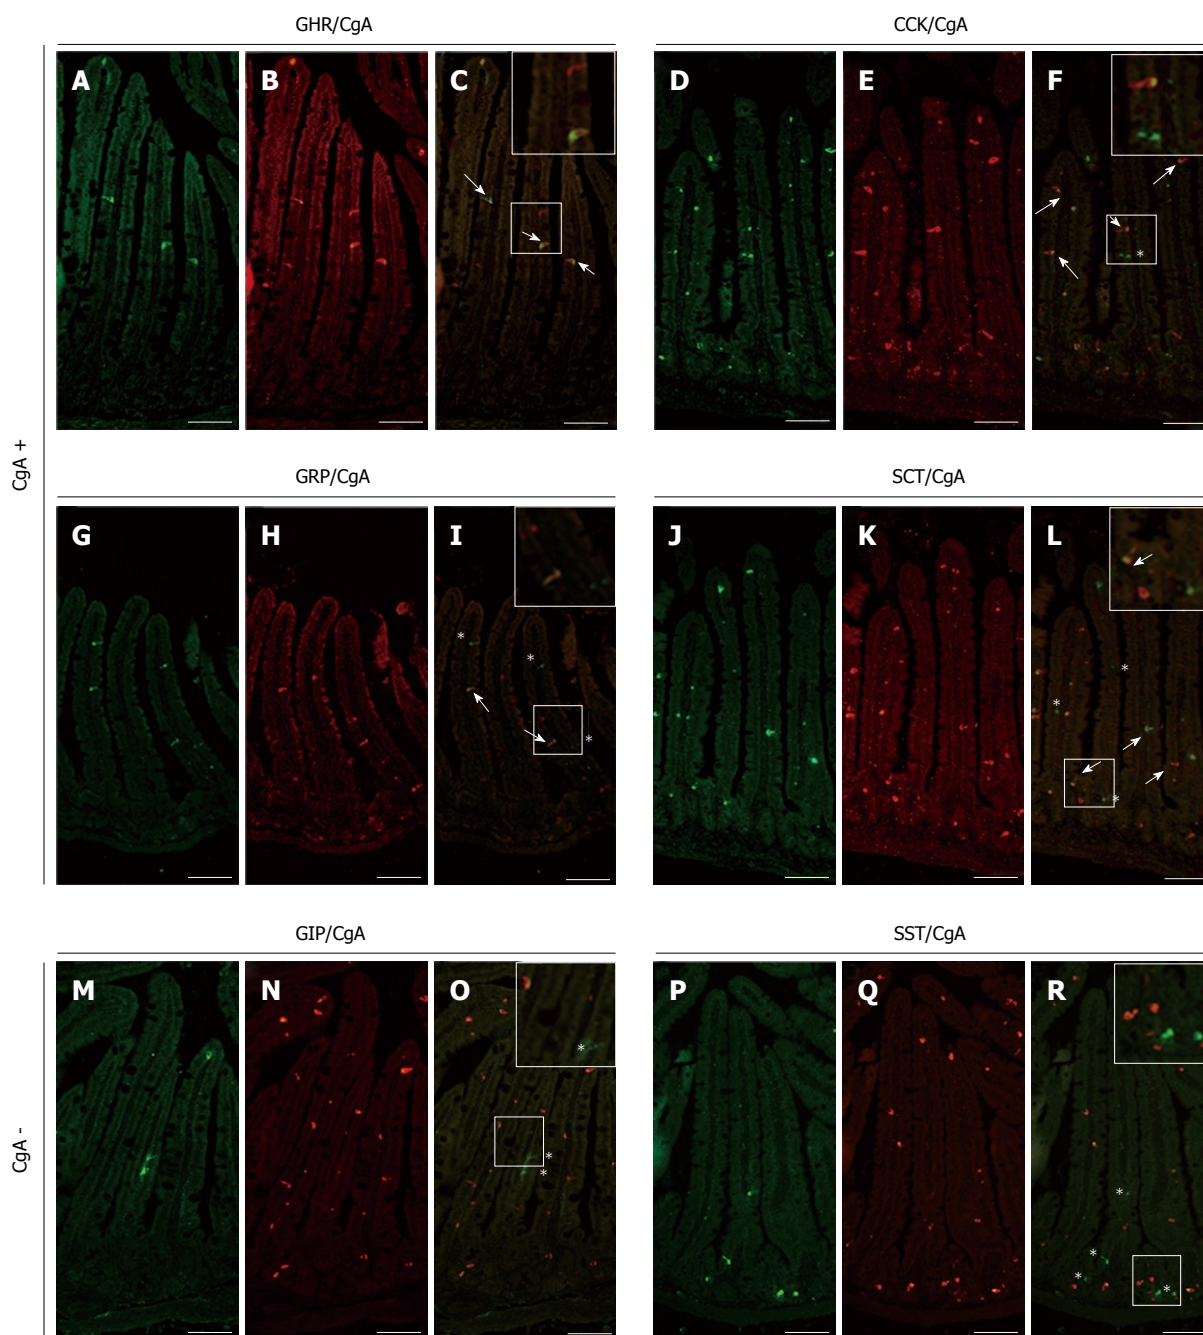 GHR/CgA
CCK/CgA
CgA +
A
B
C
D
E
F
*
GRP/CgA
SCT/CgA
G
H
I
J
K
L
*
*
*
*
*
*
GIP/CgA
SST/CgA
CgA -
M
N
O
P
Q
R
*
*
*
*
*
*
*